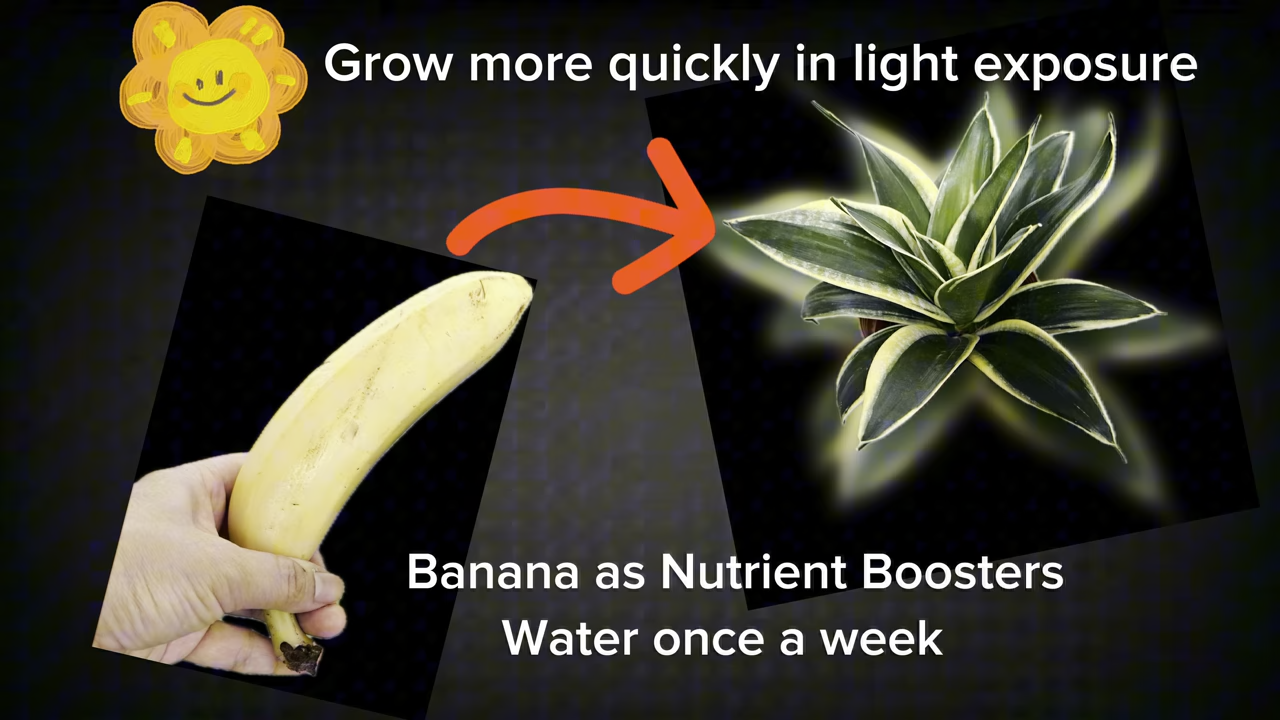 Grow more quickly in light exposure
Banana as Nutrient Boosters
Water once a week